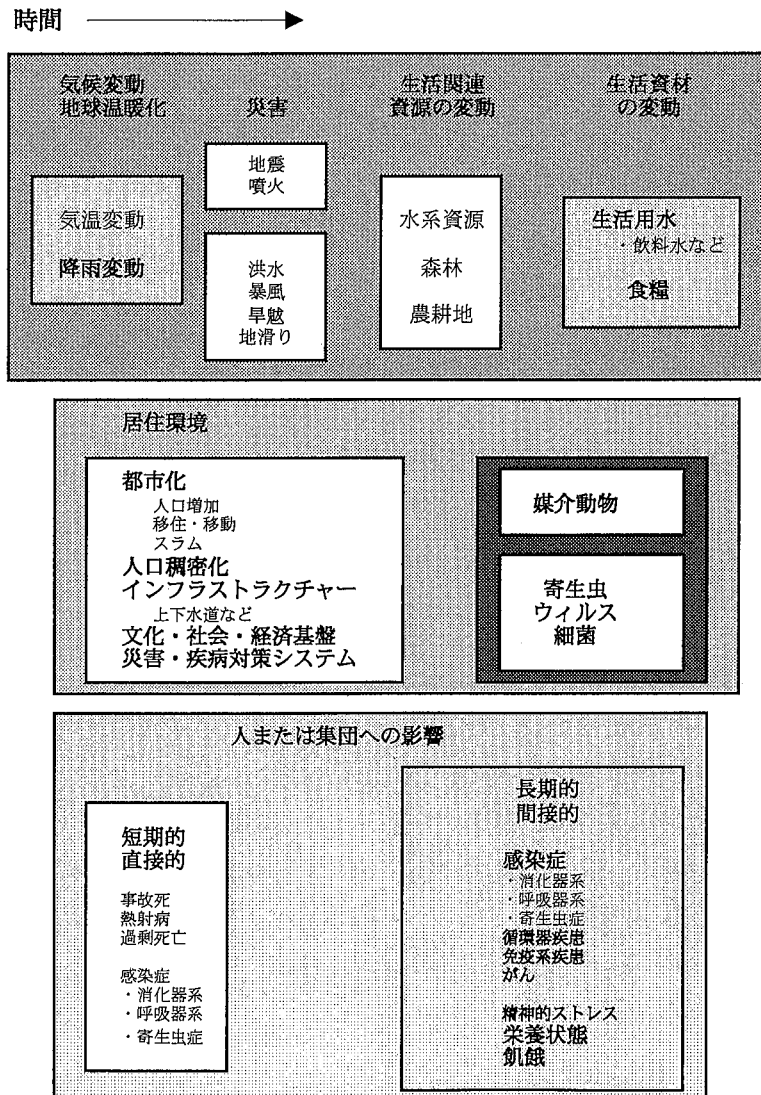 時間
気候変動
地球温暖化
災害
生活関連
資源の変動
生活資材
の変動
気温変動
降雨変動
地震
噴火
洪水
暴風
旱魃
地滑り
水系資源
森林
農耕地
生活用水
・飲料水など
食糧
居住環境
都市化
人口増加
移住・移動
スラム
人口稠密化
インフラストラクチャー
上下水道など
文化・社会・経済基盤
災害・疾病対策システム
媒介動物
寄生虫
ウィルス
細菌
人または集団への影響
短期的
直接的
事故死
熱射病
過剰死亡
感染症
・消化器系
・呼吸器系
・寄生虫症
長期的
間接的
感染症
・消化器系
・呼吸器系
・寄生虫症
循環器疾患
免疫系疾患
がん
精神的ストレス
栄養状態
飢餓